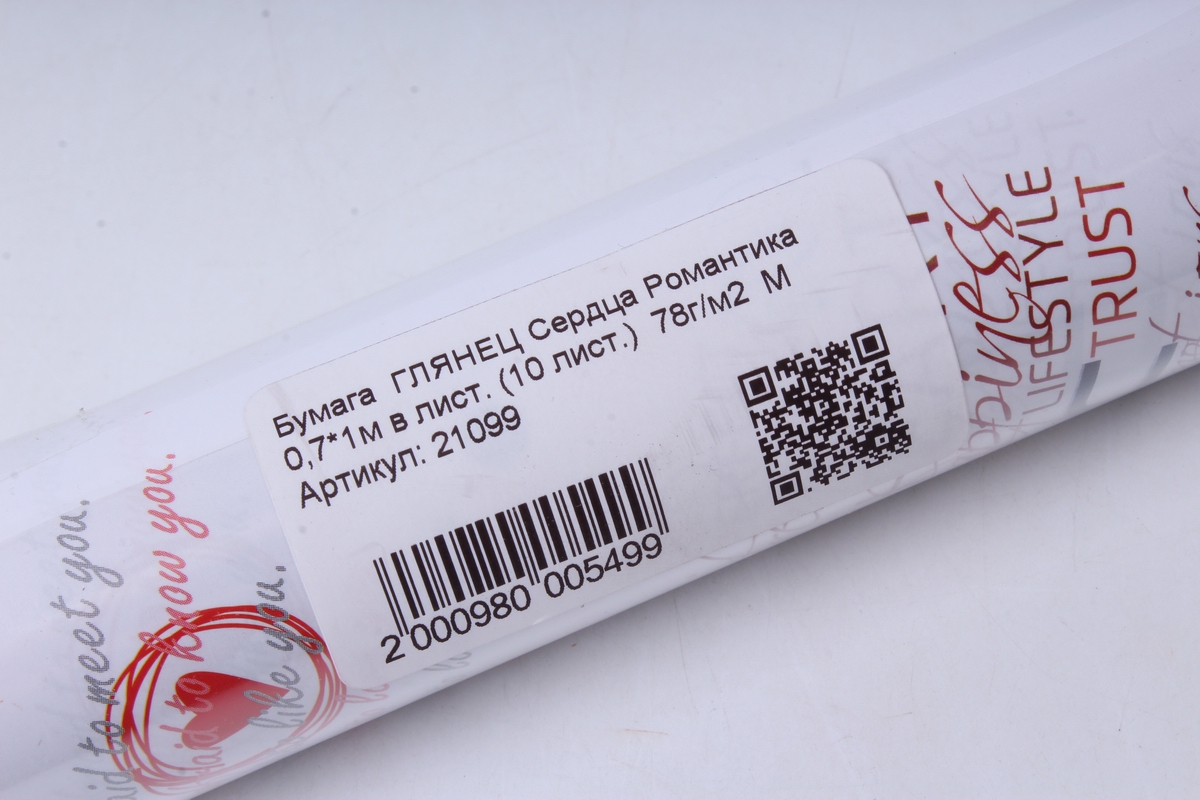 Бумага ГЛЯНЕЦ Сердца Романтика
0,7*1м в лист. (10 лист.) 78г/м2 М
Артикул: 21099
2 000980 005499
to meet you.
to know you.
like you.
LIFESTYLE
TRUST